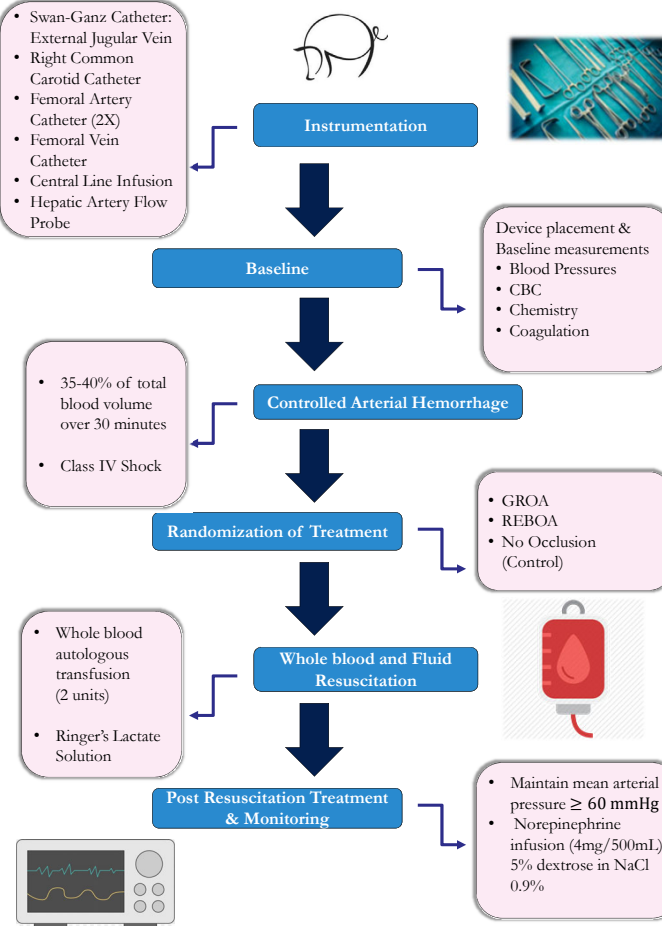 • Swan-Ganz Catheter:
External Jugular Vein
• Right Common
Carotid Catheter
• Femoral Artery
Catheter (2X)
• Femoral Vein
Catheter
• Central Line Infusion
• Hepatic Artery Flow
Probe
Instrumentation
Baseline
Device placement &
Baseline measurements
• Blood Pressures
• CBC
• Chemistry
• Coagulation
• 35-40% of total
blood volume
over 30 minutes
• Class IV Shock
Controlled Arterial Hemorrhage
Randomization of Treatment
• GROA
• REBOA
• No Occlusion
(Control)
• Whole blood
autologous
transfusion
(2 units)
• Ringer's Lactate
Solution
Whole blood and Fluid
Resuscitation
Post Resuscitation Treatment
& Monitoring
• Maintain mean arterial
pressure ≥ 60 mmHg
• Norepinephrine
infusion (4mg/500mL)
5% dextrose in NaCl
0.9%